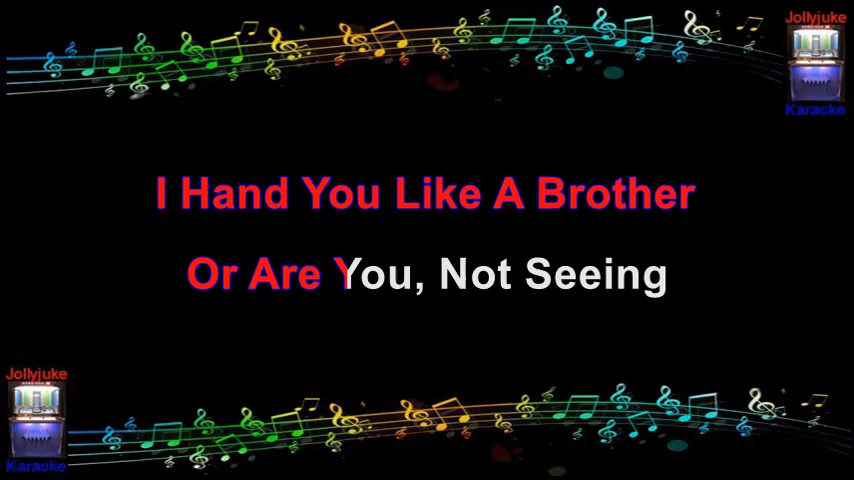 Jollyjuke
Karaoke
I Hand You Like A Brother
Or Are You, Not Seeing
Jollyjuke
Karaoke